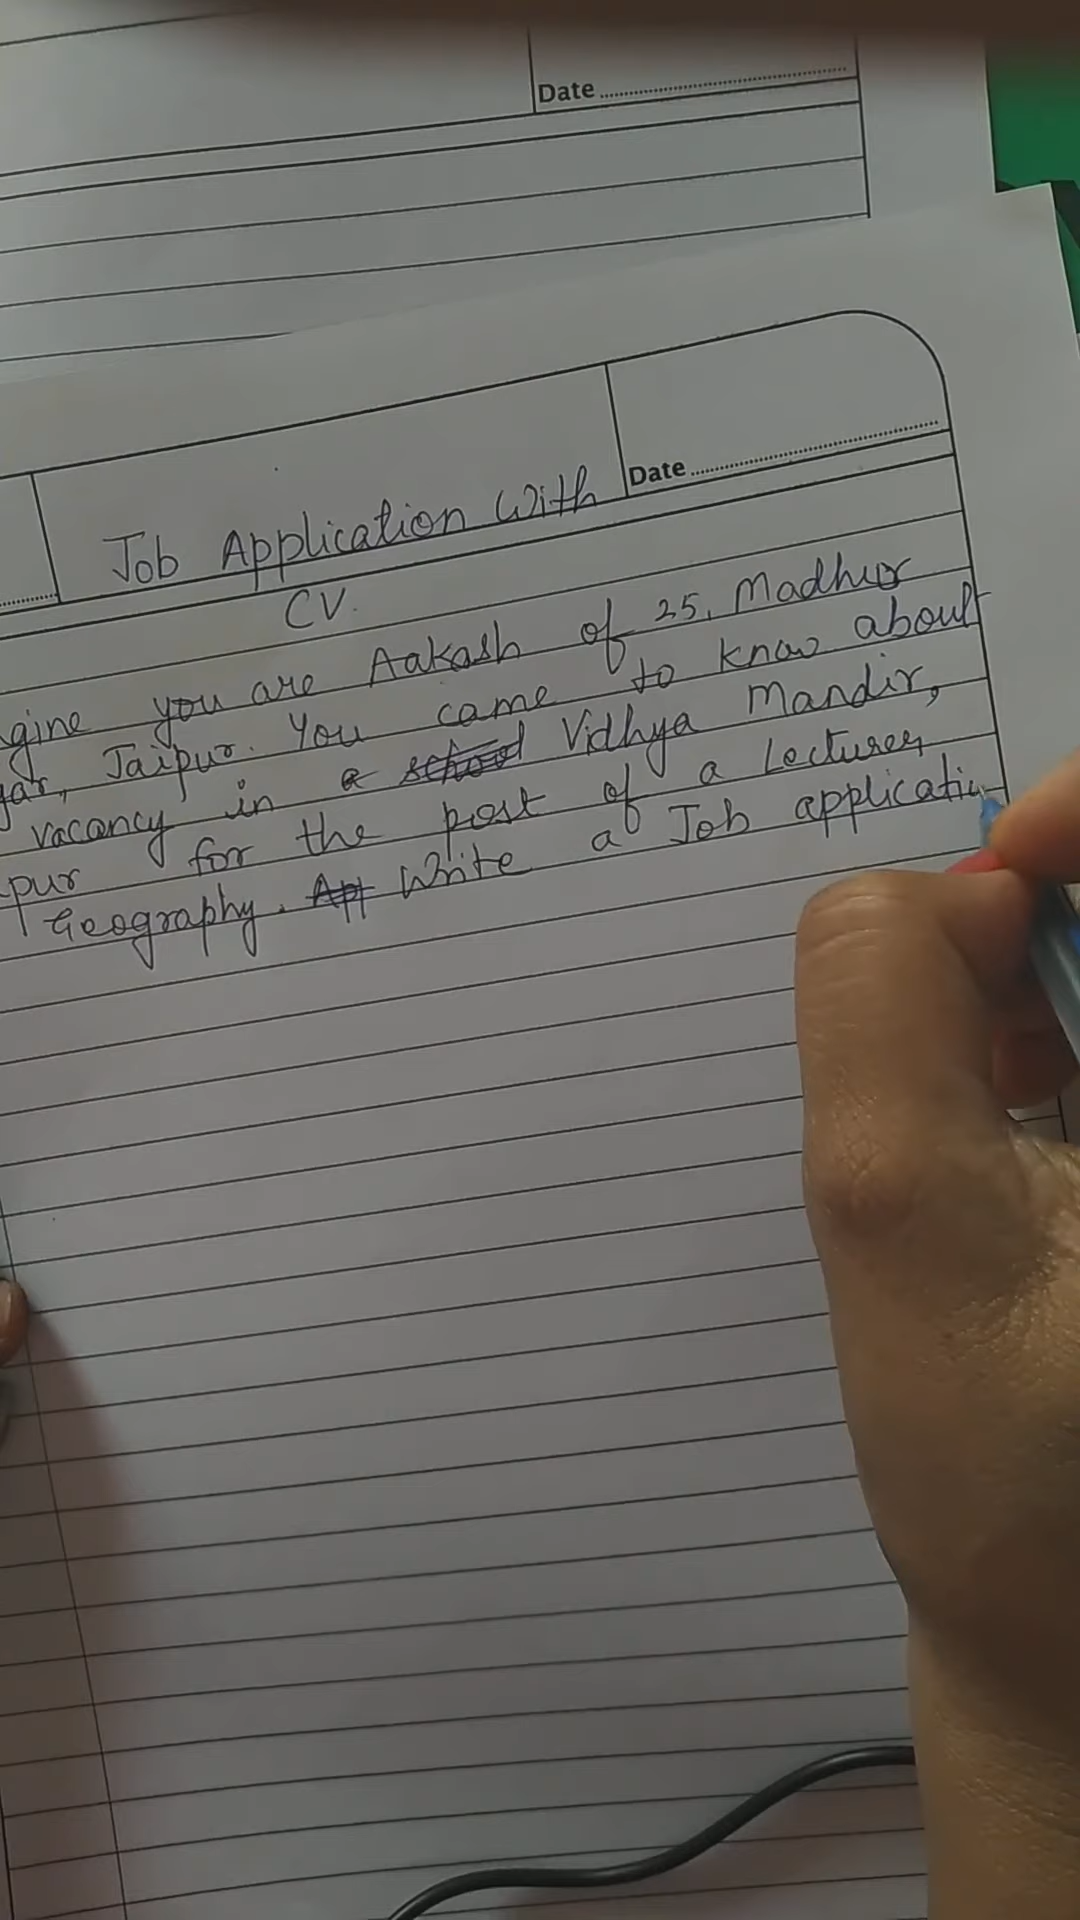 Date
Date
Job Application With
CV.
gine you are Aakash of 25, Madhur
gar, Jaipur. You came to know about
vacancy in a school Vidhya Mandir,
pur for the post of a Lecturer,
Geography. App Write a Job applicatio